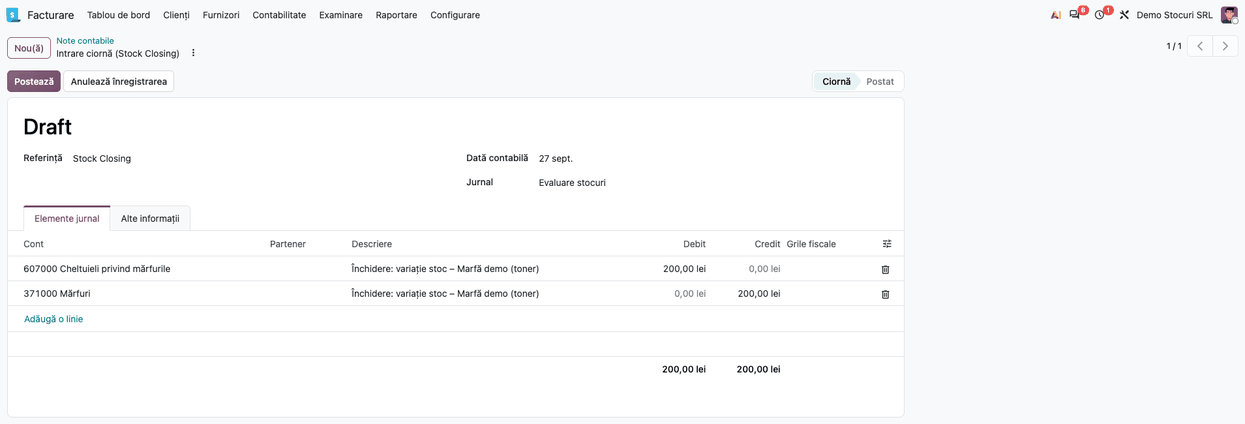 Facturare Tablou de bord Clienți Furnizori Contabilitate Examinare Raportare Configurare 6 1 Demo Stocuri SRL
Nou(ă) Note contabile 1 / 1
Intrare ciornă (Stock Closing)
Postează Anulează înregistrarea Ciornă Postat
Draft
Referință Stock Closing Dată contabilă 27 sept.
Jurnal Evaluare stocuri
Elemente jurnal Alte informații
Cont Partener Descriere Debit Credit Grile fiscale
607000 Cheltuieli privind mărfurile Închidere: variație stoc – Marfă demo (toner) 200,00 lei 0,00 lei
371000 Mărfuri Închidere: variație stoc – Marfă demo (toner) 0,00 lei 200,00 lei
Adăugă o linie
200,00 lei 200,00 lei